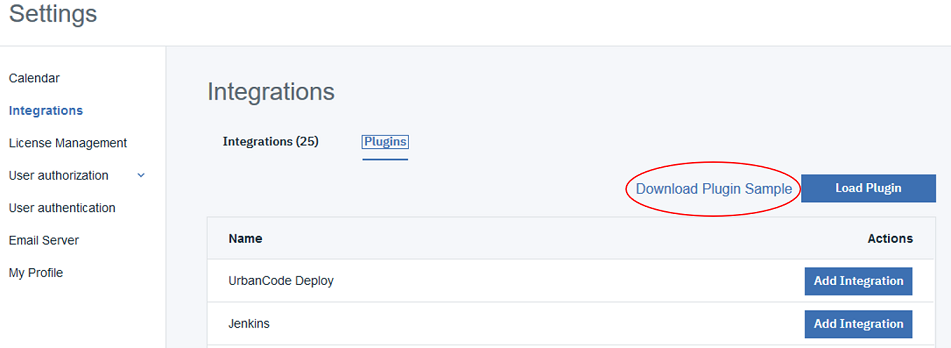 Settings
Calendar
Integrations
License Management
User authorization
User authentication
Email Server
My Profile
Integrations
Integrations (25) Plugins
Download Plugin Sample Load Plugin
Name Actions
UrbanCode Deploy Add Integration
Jenkins Add Integration